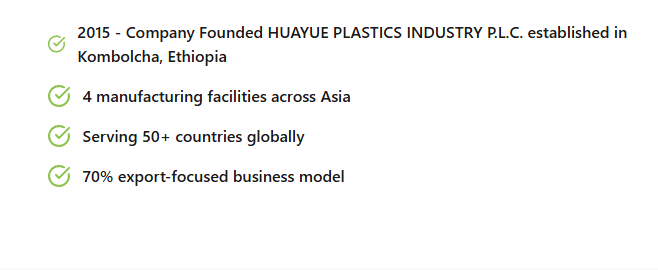 2015 - Company Founded HUAYUE PLASTICS INDUSTRY P.L.C. established in
Kombolcha, Ethiopia
4 manufacturing facilities across Asia
Serving 50+ countries globally
70% export-focused business model